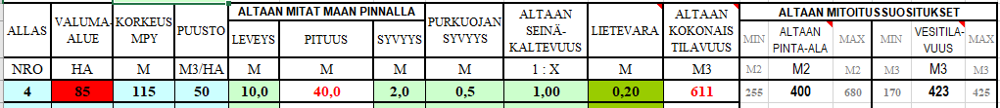 ALLAS VALUMA-ALUE KORKEUS MPY PUUSTO ALTAAN MITAT MAAN PINNALLA LEVEYS PITUUS SYVYYS PURKUOJAN SYVYYS ALTAAN SEINÄ-KALTEVUUS LIETEVARA ALTAAN KOKONAIS TILAVUUS ALTAAN MITOITUSSUOSITUKSET MIN ALTAAN PINTA-ALA MAX MIN VESITILA-VUUS MAX
NRO HA M M3/HA M M M M 1 : X M M3 M2 M2 M2 M3 M3 M3
4 85 115 50 10,0 40,0 2,0 0,5 1,00 0,20 611 255 400 680 170 423 425